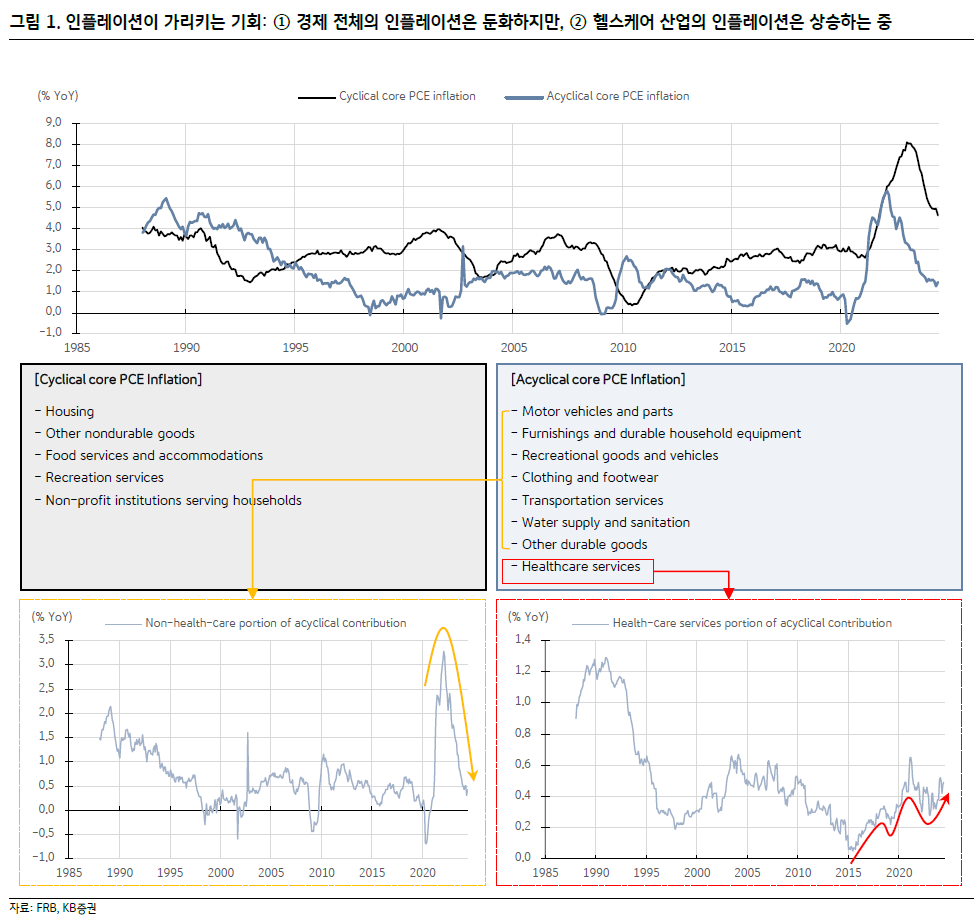 그림 1. 인플레이션이 가리키는 기회: ① 경제 전체의 인플레이션은 둔화하지만, ② 헬스케어 산업의 인플레이션은 상승하는 중
(% YoY)
Cyclical core PCE inflation
Acyclical core PCE inflation
9.0
8.0
7.0
6.0
5.0
4.0
3.0
2.0
1.0
0.0
-1.0
1985 1990 1995 2000 2005 2010 2015 2020
[Cyclical core PCE Inflation]
- Housing
- Other nondurable goods
- Food services and accommodations
- Recreation services
- Non-profit institutions serving households
[Acyclical core PCE Inflation]
- Motor vehicles and parts
- Furnishings and durable household equipment
- Recreational goods and vehicles
- Clothing and footwear
- Transportation services
- Water supply and sanitation
- Other durable goods
- Healthcare services
(% YoY)
Non-health-care portion of acyclical contribution
3.5
3.0
2.5
2.0
1.5
1.0
0.5
0.0
-0.5
-1.0
1985 1990 1995 2000 2005 2010 2015 2020
(% YoY)
Health-care services portion of acyclical contribution
1.4
1.2
1.0
0.8
0.6
0.4
0.2
0.0
1985 1990 1995 2000 2005 2010 2015 2020
자료: FRB, KB증권